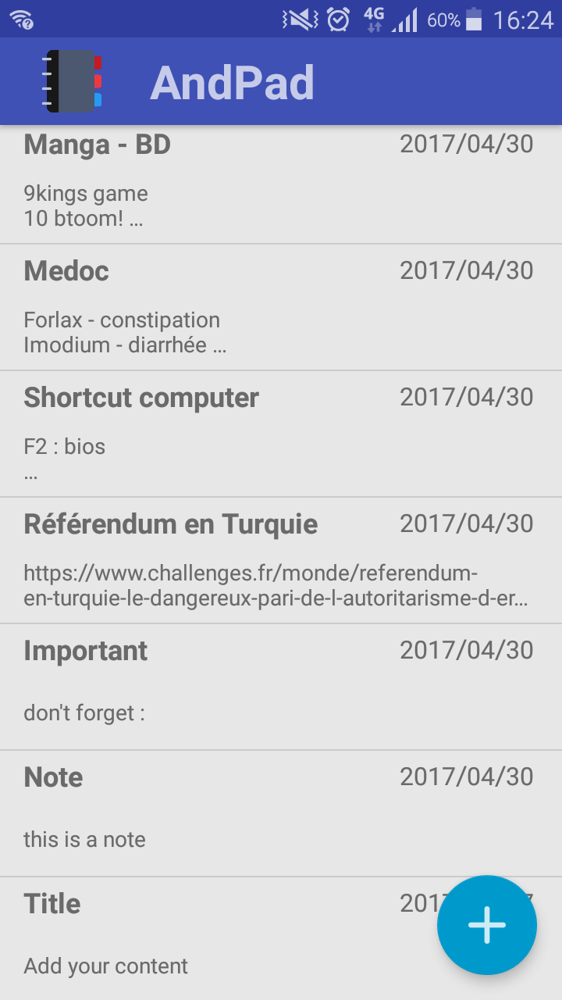 4G 60% 16:24
AndPad
Manga - BD 2017/04/30
9kings game
10 btoom! ...
Medoc 2017/04/30
Forlax - constipation
Imodium - diarrhée ...
Shortcut computer 2017/04/30
F2 : bios
...
Référendum en Turquie 2017/04/30
https://www.challenges.fr/monde/referendum-
en-turquie-le-dangereux-pari-de-l-autoritarisme-d-er...
Important 2017/04/30
don't forget :
Note 2017/04/30
this is a note
Title
Add your content